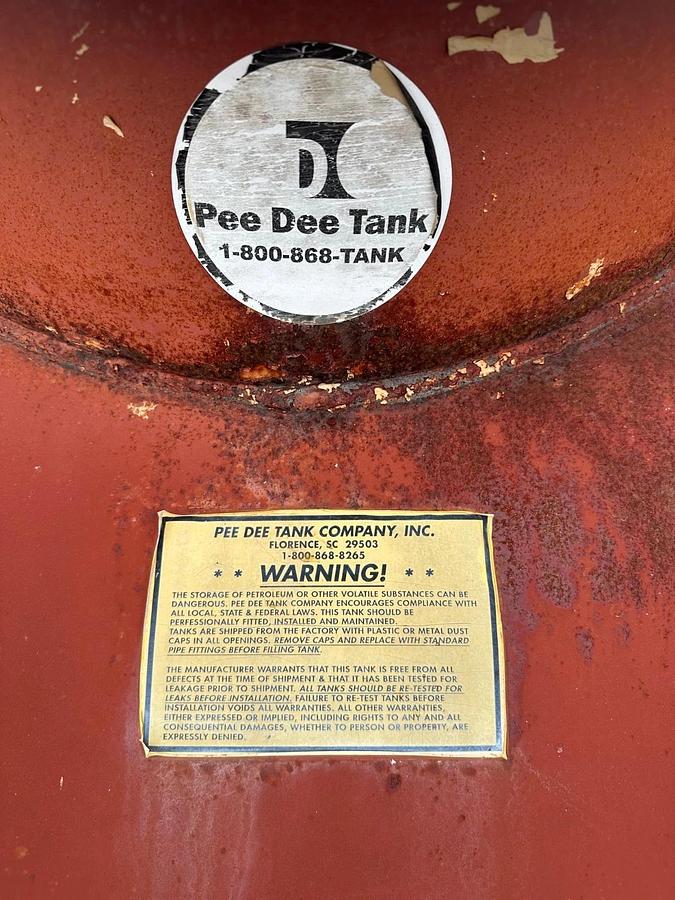 Pee Dee Tank
1-800-868-TANK
PEE DEE TANK COMPANY, INC.
FLORENCE, SC 29503
1-800-868-8265
* * WARNING! * *
THE STORAGE OF PETROLEUM OR OTHER VOLATILE SUBSTANCES CAN BE
DANGEROUS. PEE DEE TANK COMPANY ENCOURAGES COMPLIANCE WITH
ALL LOCAL, STATE & FEDERAL LAWS. THIS TANK SHOULD BE
PERFESSIONALLY FITTED, INSTALLED AND MAINTAINED.
TANKS ARE SHIPPED FROM THE FACTORY WITH PLASTIC OR METAL DUST
CAPS IN ALL OPENINGS. REMOVE CAPS AND REPLACE WITH STANDARD
PIPE FITTINGS BEFORE FILLING TANK.
THE MANUFACTURER WARRANTS THAT THIS TANK IS FREE FROM ALL
DEFECTS AT THE TIME OF SHIPMENT & THAT IT HAS BEEN TESTED FOR
LEAKAGE PRIOR TO SHIPMENT. ALL TANKS SHOULD BE RE-TESTED FOR
LEAKS BEFORE INSTALLATION. FAILURE TO RE-TEST TANKS BEFORE
INSTALLATION VOIDS ALL WARRANTIES. ALL OTHER WARRANTIES,
EITHER EXPRESSED OR IMPLIED, INCLUDING RIGHTS TO ANY AND ALL
CONSEQUENTIAL DAMAGES, WHETHER TO PERSON OR PROPERTY, ARE
EXPRESSLY DENIED.